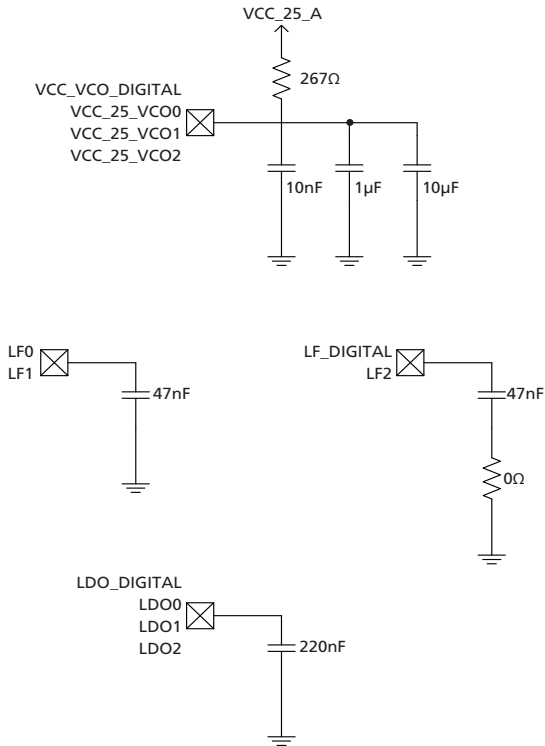 VCC_25_A
267Ω
VCC_VCO_DIGITAL
VCC_25_VCO0
VCC_25_VCO1
VCC_25_VCO2
10nF
1µF
10µF
LF0
LF1
47nF
LF_DIGITAL
LF2
47nF
0Ω
LDO_DIGITAL
LDO0
LDO1
LDO2
220nF